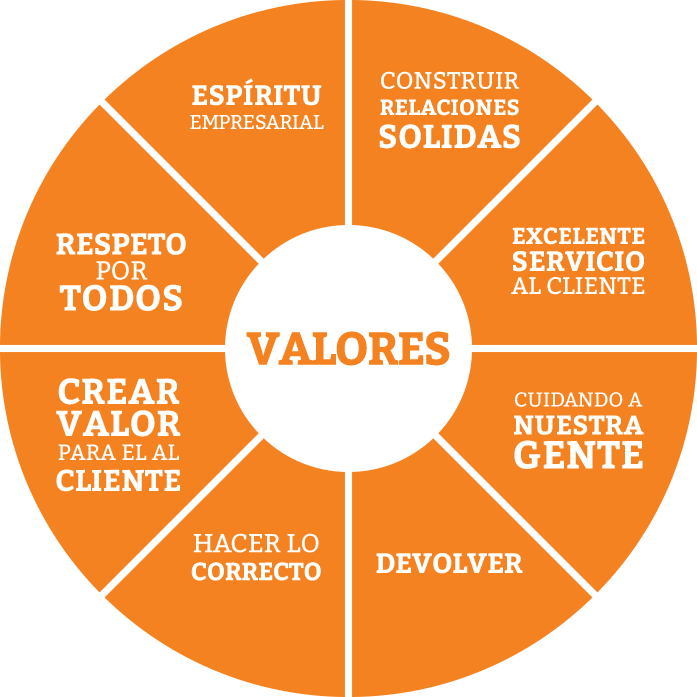 ESPÍRITU
EMPRESARIAL
CONSTRUIR
RELACIONES
SOLIDAS
EXCELENTE
SERVICIO
AL CLIENTE
CUIDANDO A
NUESTRA
GENTE
DEVOLVER
HACER LO
CORRECTO
CREAR
VALOR
PARA EL AL
CLIENTE
RESPETO
POR
TODOS
VALORES